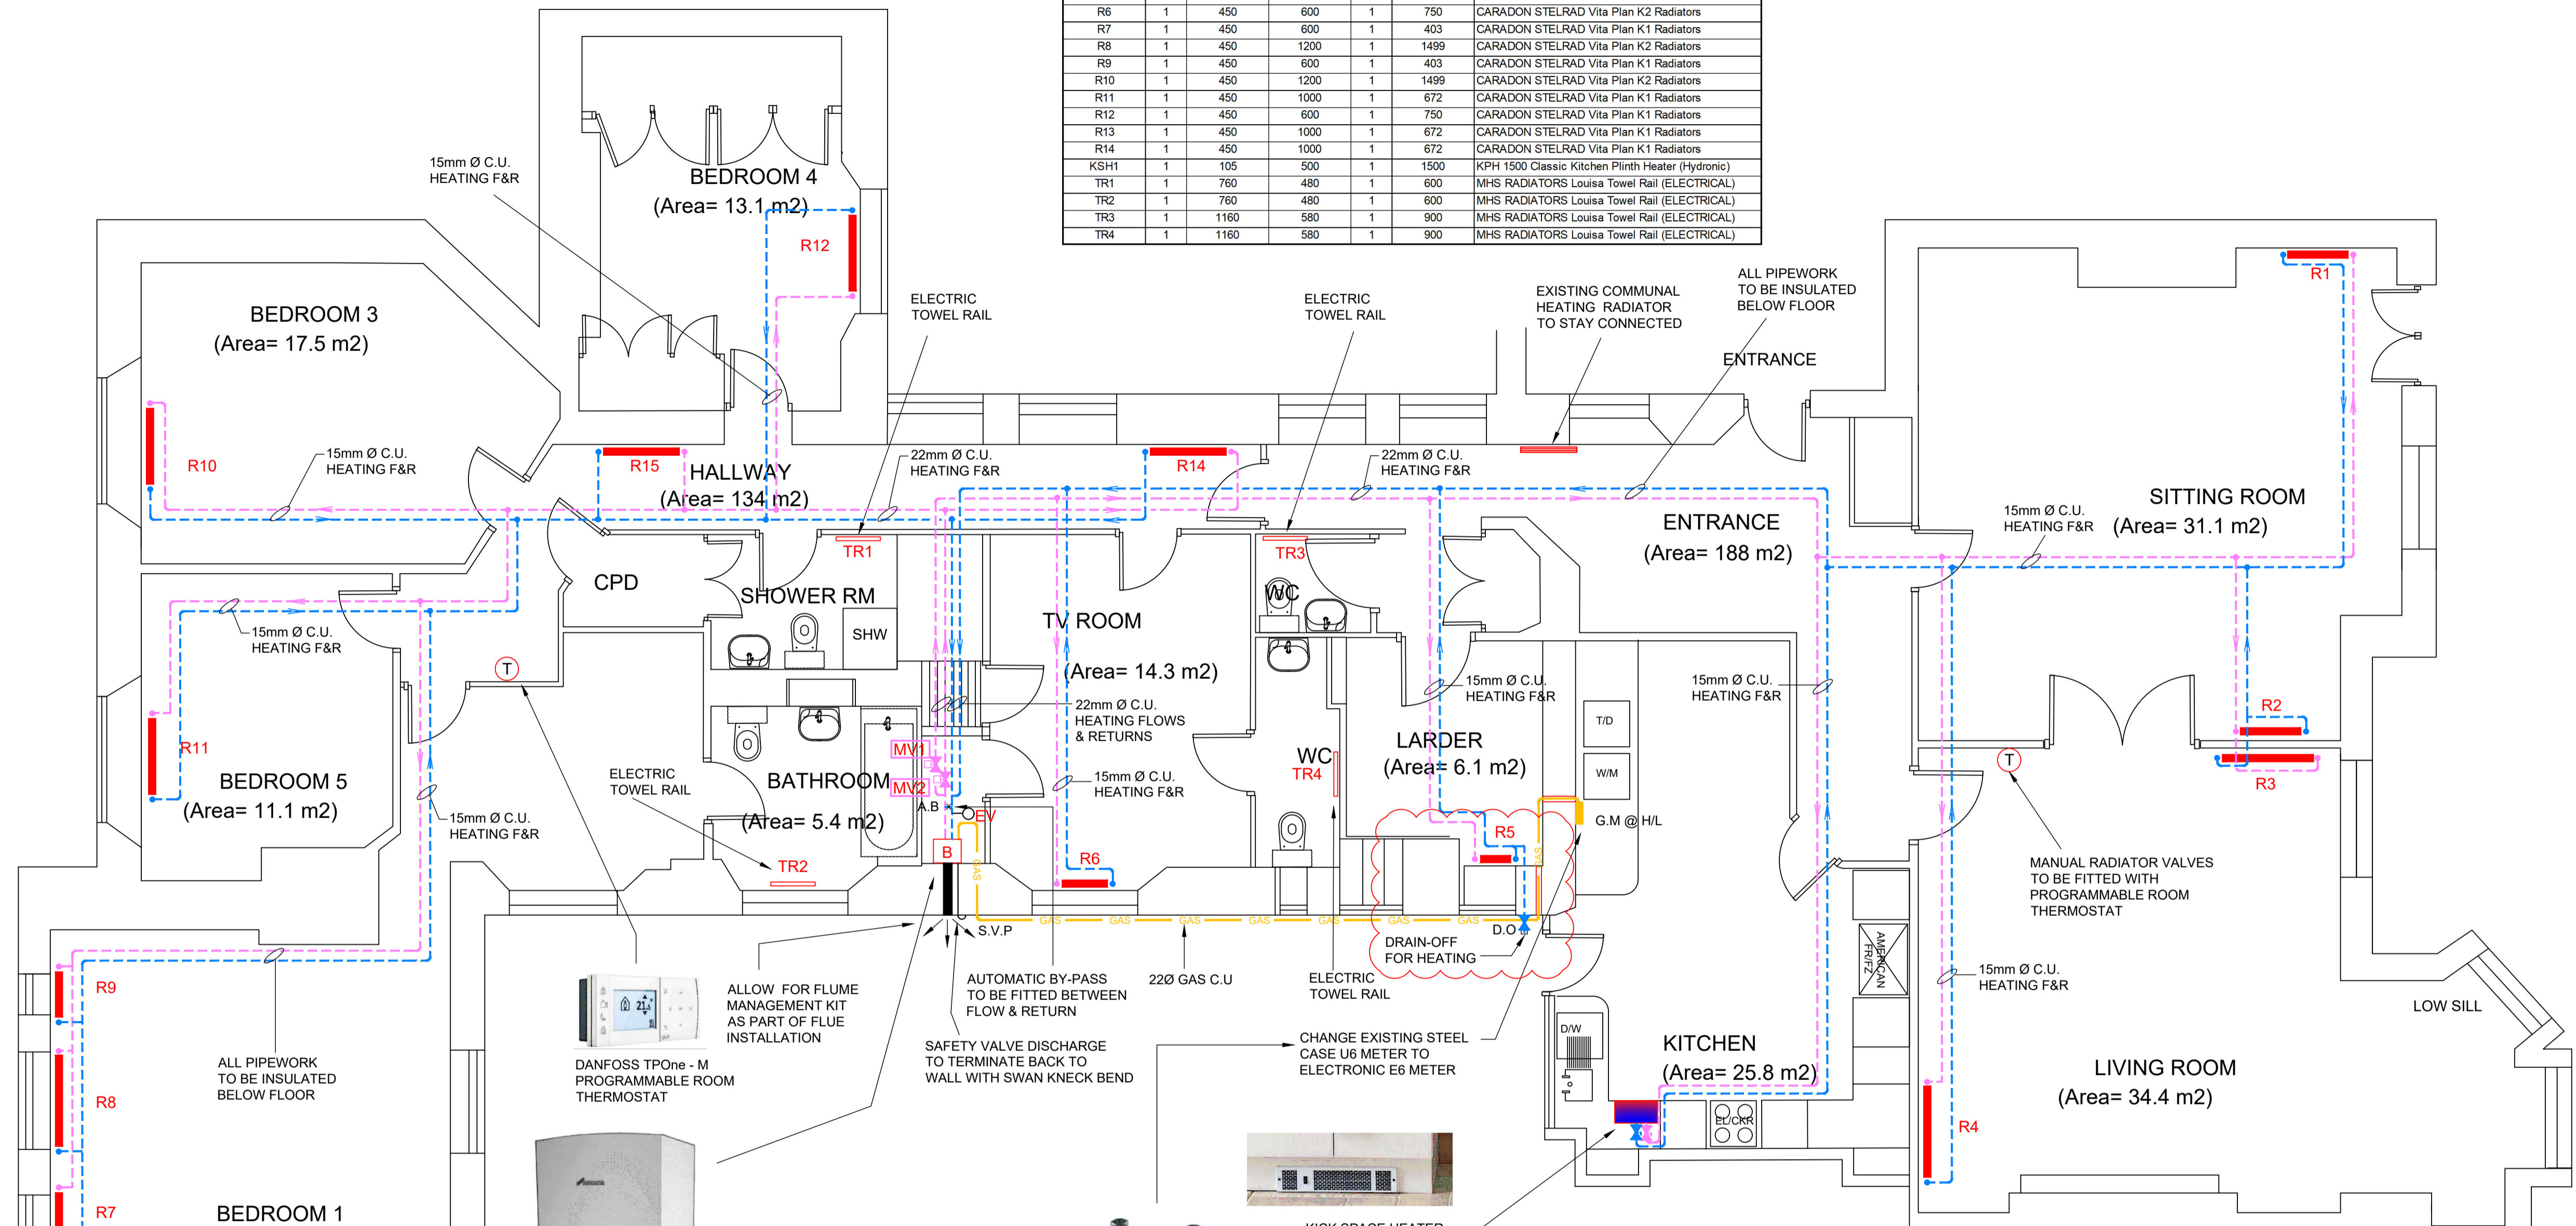 R6 1 450 600 1 750 CARADON STELRAD Vita Plan K2 Radiators
R7 1 450 600 1 403 CARADON STELRAD Vita Plan K1 Radiators
R8 1 450 1200 1 1499 CARADON STELRAD Vita Plan K2 Radiators
R9 1 450 600 1 403 CARADON STELRAD Vita Plan K1 Radiators
R10 1 450 1200 1 1499 CARADON STELRAD Vita Plan K2 Radiators
R11 1 450 1000 1 672 CARADON STELRAD Vita Plan K1 Radiators
R12 1 450 600 1 750 CARADON STELRAD Vita Plan K1 Radiators
R13 1 450 1000 1 672 CARADON STELRAD Vita Plan K1 Radiators
R14 1 450 1000 1 672 CARADON STELRAD Vita Plan K1 Radiators
KSH1 1 105 500 1 1500 KPH 1500 Classic Kitchen Plinth Heater (Hydronic)
TR1 1 760 480 1 600 MHS RADIATORS Louisa Towel Rail (ELECTRICAL)
TR2 1 760 480 1 600 MHS RADIATORS Louisa Towel Rail (ELECTRICAL)
TR3 1 1160 580 1 900 MHS RADIATORS Louisa Towel Rail (ELECTRICAL)
TR4 1 1160 580 1 900 MHS RADIATORS Louisa Towel Rail (ELECTRICAL)
15mm Ø C.U.
HEATING F&R
BEDROOM 4
(Area= 13.1 m2)
R12
BEDROOM 3
(Area= 17.5 m2)
R10
15mm Ø C.U.
HEATING F&R
R15
HALLWAY
(Area= 134 m2)
ELECTRIC
TOWEL RAIL
22mm Ø C.U.
HEATING F&R
R14
ELECTRIC
TOWEL RAIL
22mm Ø C.U.
HEATING F&R
EXISTING COMMUNAL
HEATING RADIATOR
TO STAY CONNECTED
ALL PIPEWORK
TO BE INSULATED
BELOW FLOOR
ENTRANCE
R1
SITTING ROOM
(Area= 31.1 m2)
15mm Ø C.U.
HEATING F&R
ENTRANCE
(Area= 188 m2)
CPD
SHOWER RM
TR1
SHW
TV ROOM
(Area= 14.3 m2)
TR3
WC
15mm Ø C.U.
HEATING F&R
T
R11
BEDROOM 5
(Area= 11.1 m2)
15mm Ø C.U.
HEATING F&R
ELECTRIC
TOWEL RAIL
BATHROOM
(Area= 5.4 m2)
TR2
MV1
MV2
A.B
EV
B
22mm Ø C.U.
HEATING FLOWS
& RETURNS
15mm Ø C.U.
HEATING F&R
R6
WC
TR4
15mm Ø C.U.
HEATING F&R
LARDER
(Area= 6.1 m2)
R5
T/D
W/M
G.M @ H/L
15mm Ø C.U.
HEATING F&R
R2
T
R3
MANUAL RADIATOR VALVES
TO BE FITTED WITH
PROGRAMMABLE ROOM
THERMOSTAT
GAS
GAS GAS GAS GAS GAS GAS GAS
GAS
S.V.P
D.O
DRAIN-OFF
FOR HEATING
22Ø GAS C.U
ELECTRIC
TOWEL RAIL
AUTOMATIC BY-PASS
TO BE FITTED BETWEEN
FLOW & RETURN
ALLOW FOR FLUME
MANAGEMENT KIT
AS PART OF FLUE
INSTALLATION
21.5
DANFOSS TPOne - M
PROGRAMMABLE ROOM
THERMOSTAT
SAFETY VALVE DISCHARGE
TO TERMINATE BACK TO
WALL WITH SWAN KNECK BEND
CHANGE EXISTING STEEL
CASE U6 METER TO
ELECTRONIC E6 METER
AMERICAN
FR/FZ
15mm Ø C.U.
HEATING F&R
LOW SILL
D/W
KITCHEN
(Area= 25.8 m2)
EL/CKR
LIVING ROOM
(Area= 34.4 m2)
R4
R9
R8
R7
ALL PIPEWORK
TO BE INSULATED
BELOW FLOOR
BEDROOM 1
KICK SPACE HEATER